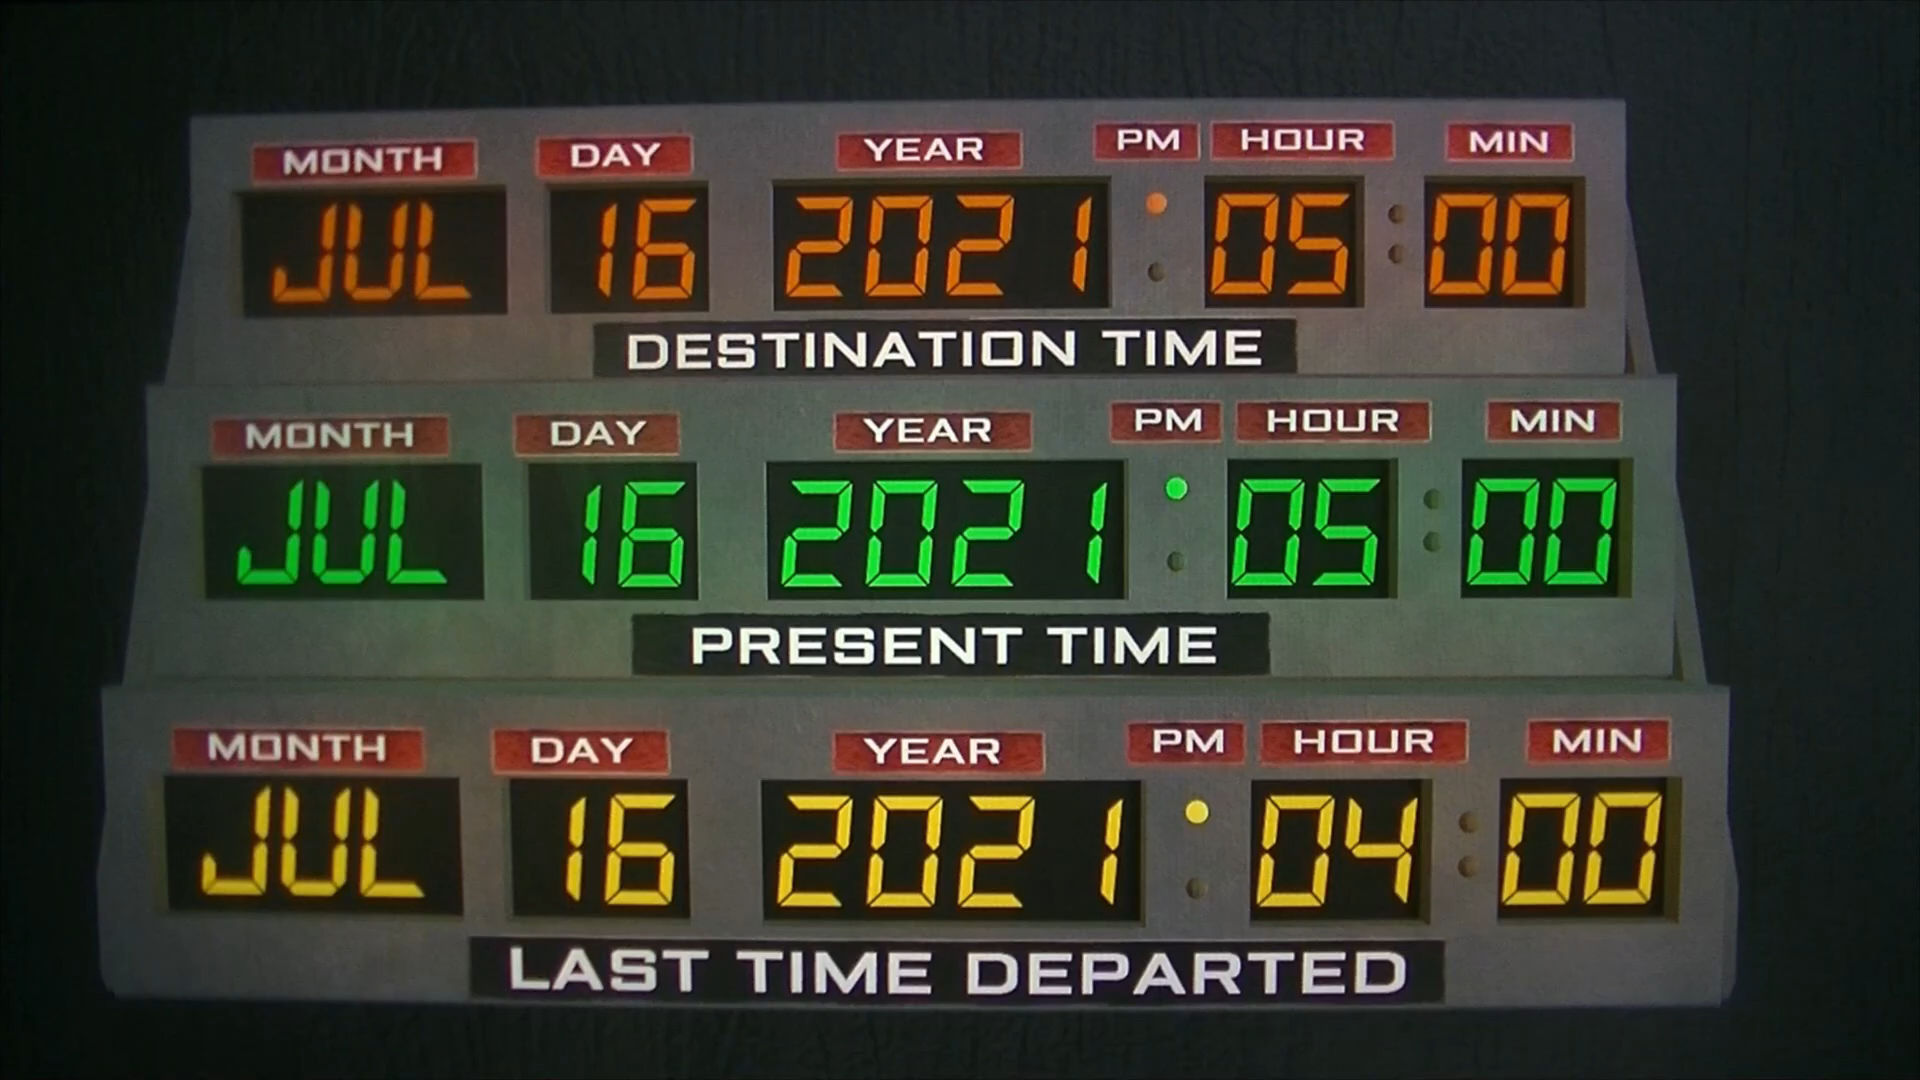 MONTH DAY YEAR PM HOUR MIN
JUL 16 2021 05 00
DESTINATION TIME
MONTH DAY YEAR PM HOUR MIN
JUL 16 2021 05 00
PRESENT TIME
MONTH DAY YEAR PM HOUR MIN
JUL 16 2021 04 00
LAST TIME DEPARTED